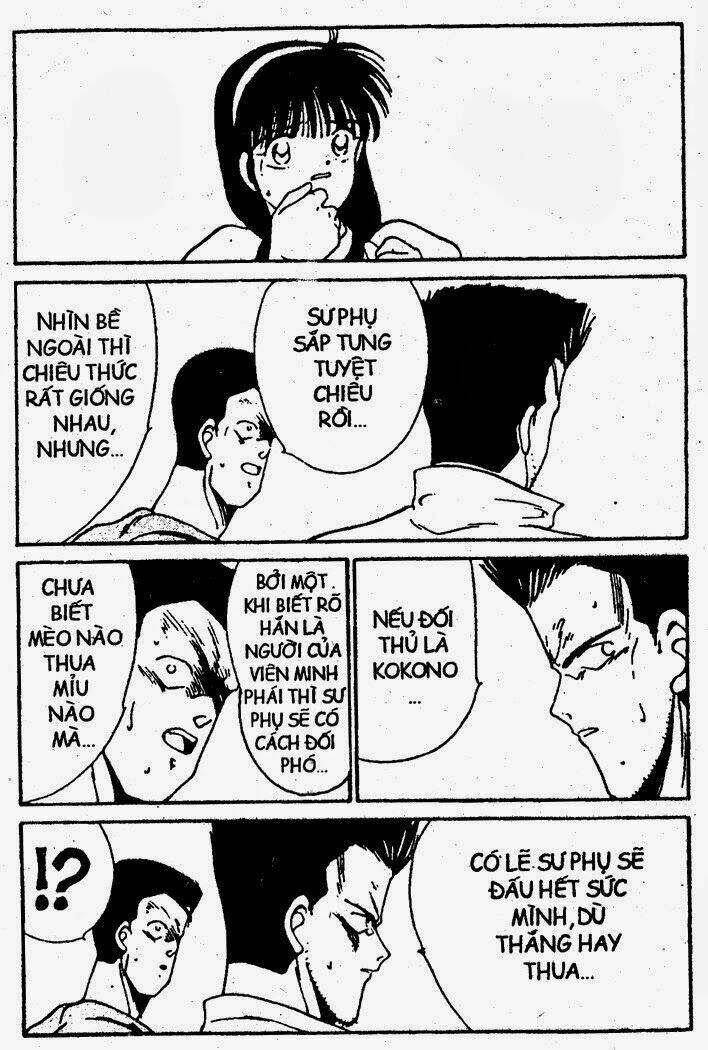 SƯ PHỤ
SẮP TUNG
TUYỆT
CHIÊU
RỒI...
NHÌN BỀ
NGOÀI THÌ
CHIÊU THỨC
RẤT GIỐNG
NHAU,
NHƯNG...
NẾU ĐỐI
THỦ LÀ
KOKONO
...
BỞI MỘT.
KHI BIẾT RÕ
HẮN LÀ
NGƯỜI CỦA
VIÊN MINH
PHÁI THÌ SƯ
PHỤ SẼ CÓ
CÁCH ĐỐI
PHÓ...
CHƯA
BIẾT
MÈO NÀO
THUA
MỈU
NÀO
MÀ...
CÓ LẼ SƯ PHỤ SẼ
ĐẤU HẾT SỨC
MÌNH, DÙ
THẮNG HAY
THUA...
!?